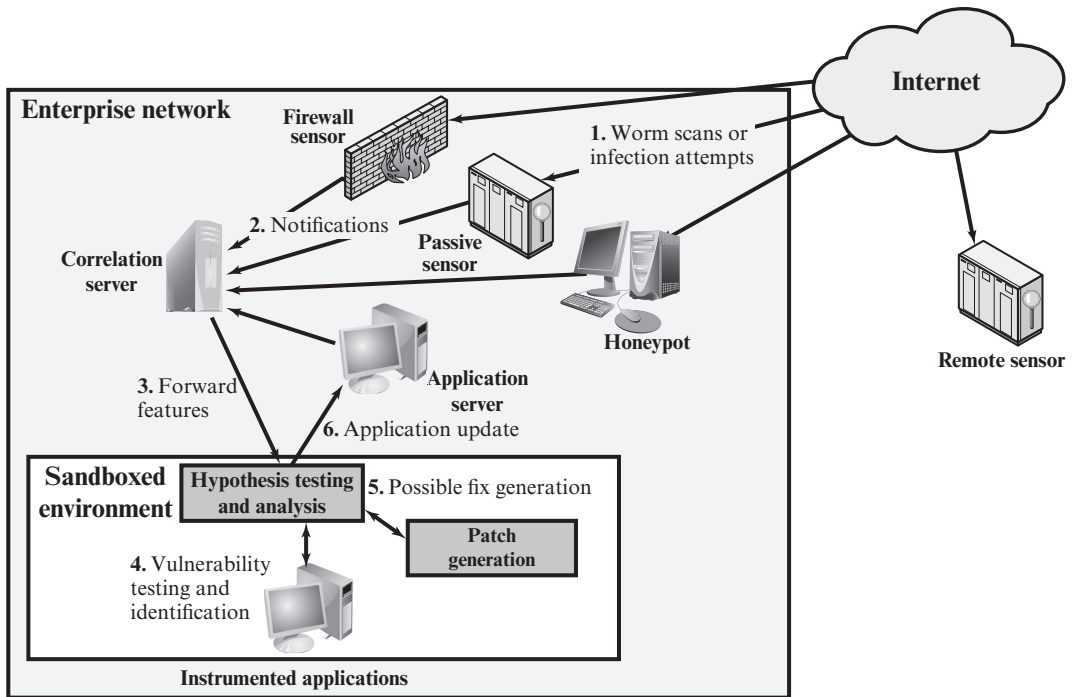 Internet
Enterprise network
Firewall
sensor
1. Worm scans or
infection attempts
2. Notifications
Passive
sensor
Correlation
server
Honeypot
Remote sensor
3. Forward
features
Application
server
6. Application update
Sandboxed
environment
Hypothesis testing
and analysis
5. Possible fix generation
Patch
generation
4. Vulnerability
testing and
identification
Instrumented applications